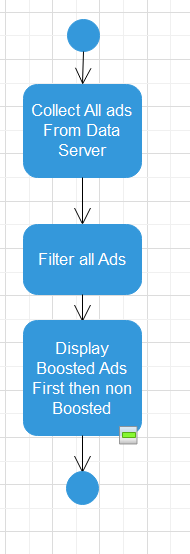 Collect All ads
From Data
Server
Filter all Ads
Display
Boosted Ads
First then non
Boosted